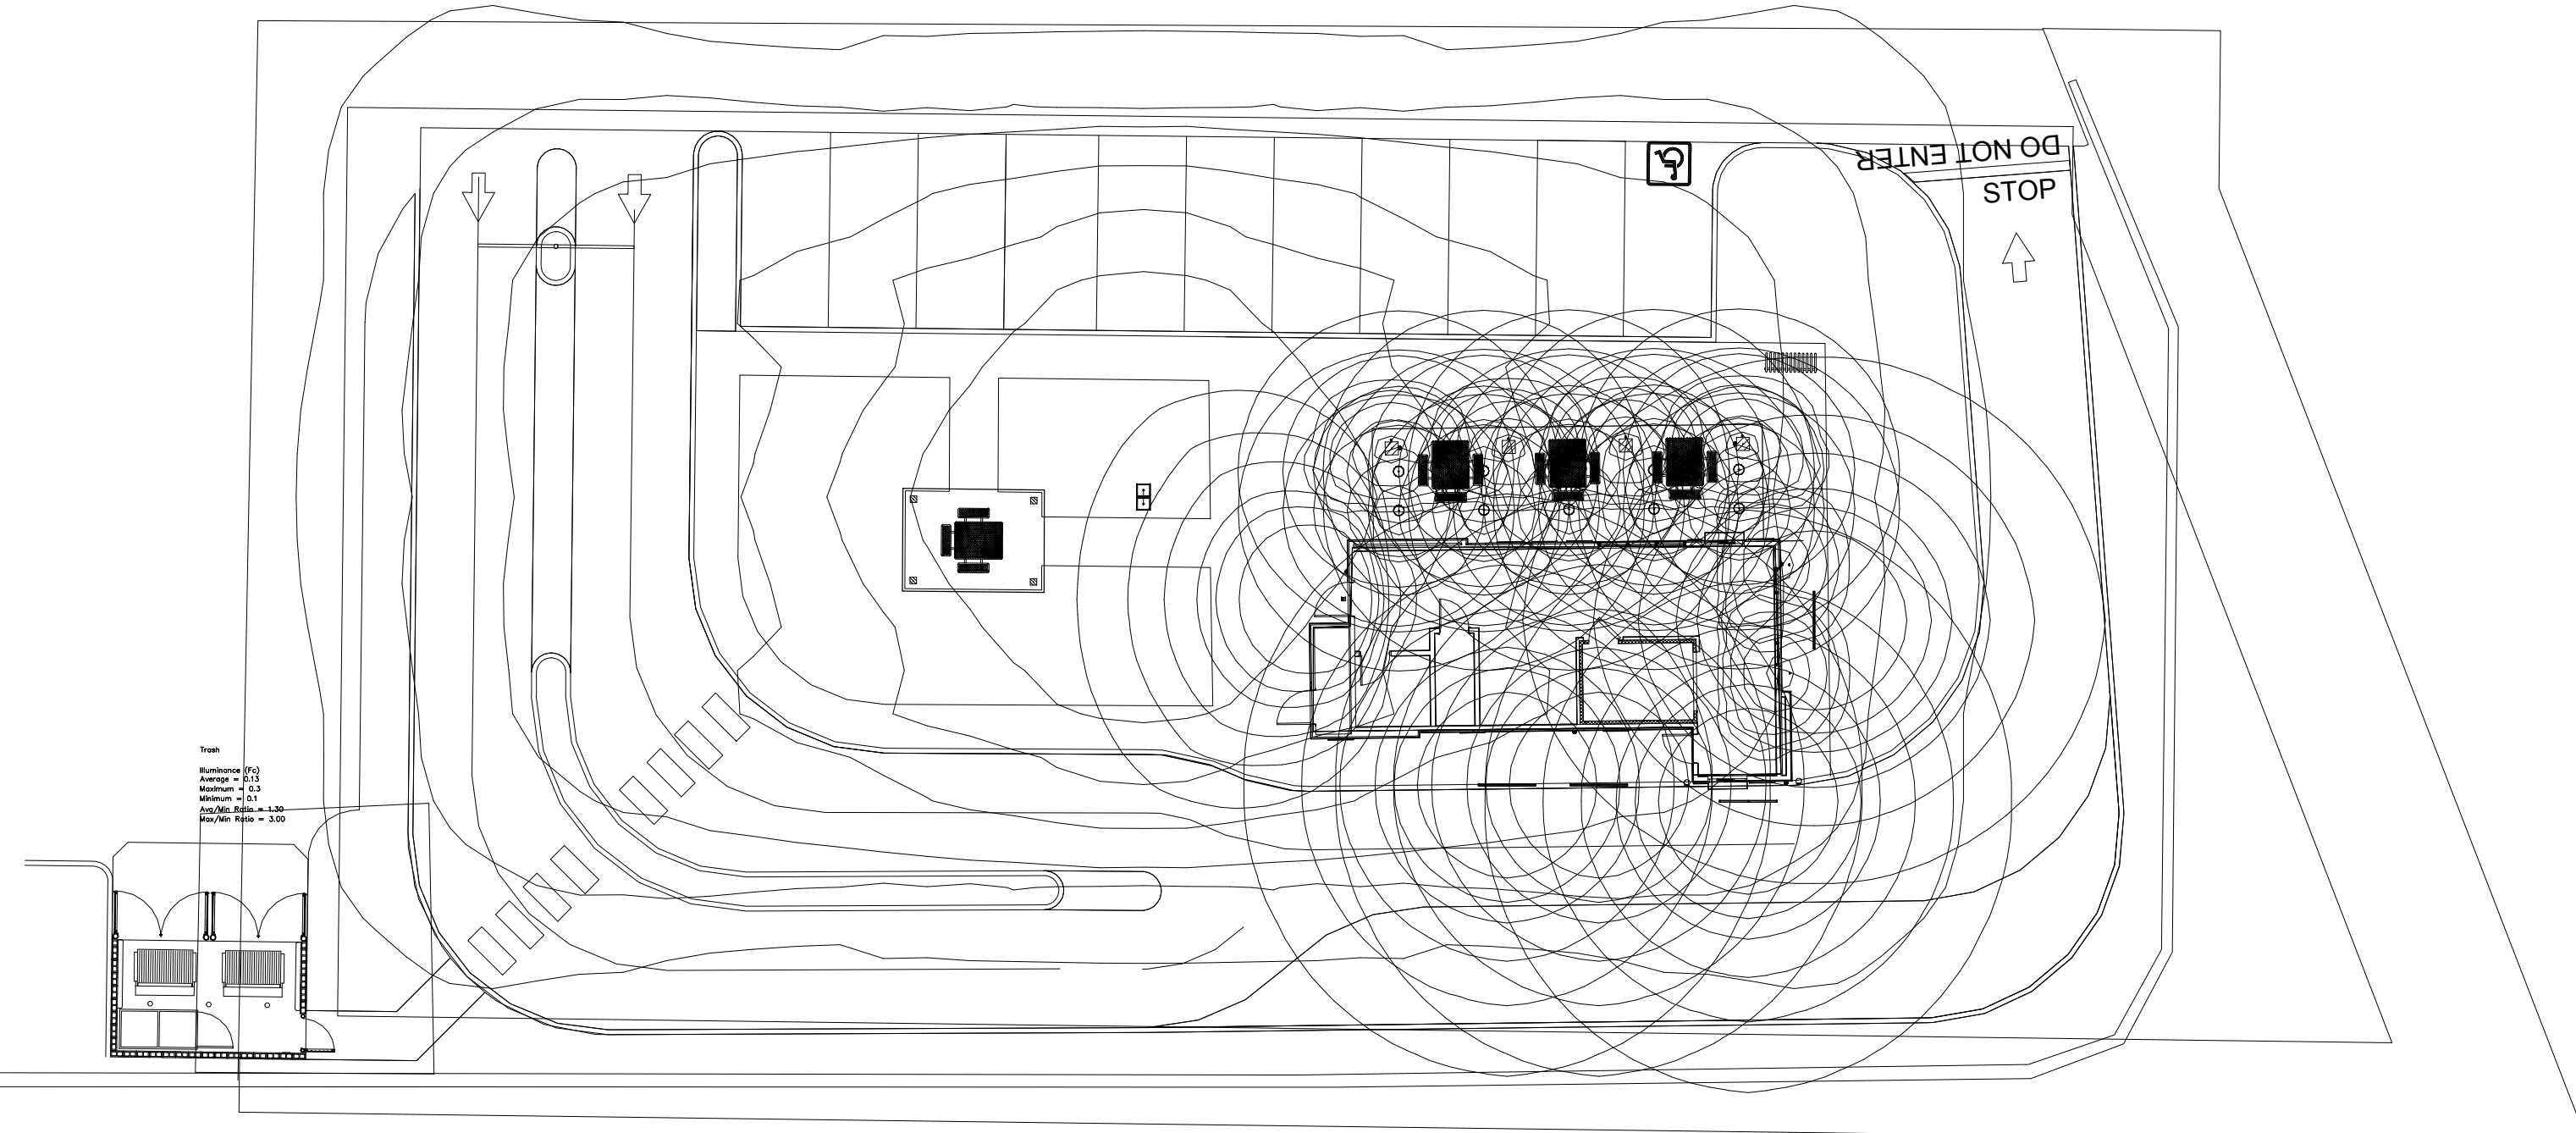 DO NOT ENTER
STOP
Trash
Illuminance (Fc)
Average = 0.13
Maximum = 0.3
Minimum = 0.1
Avg/Min Ratio = 1.30
Max/Min Ratio = 3.00